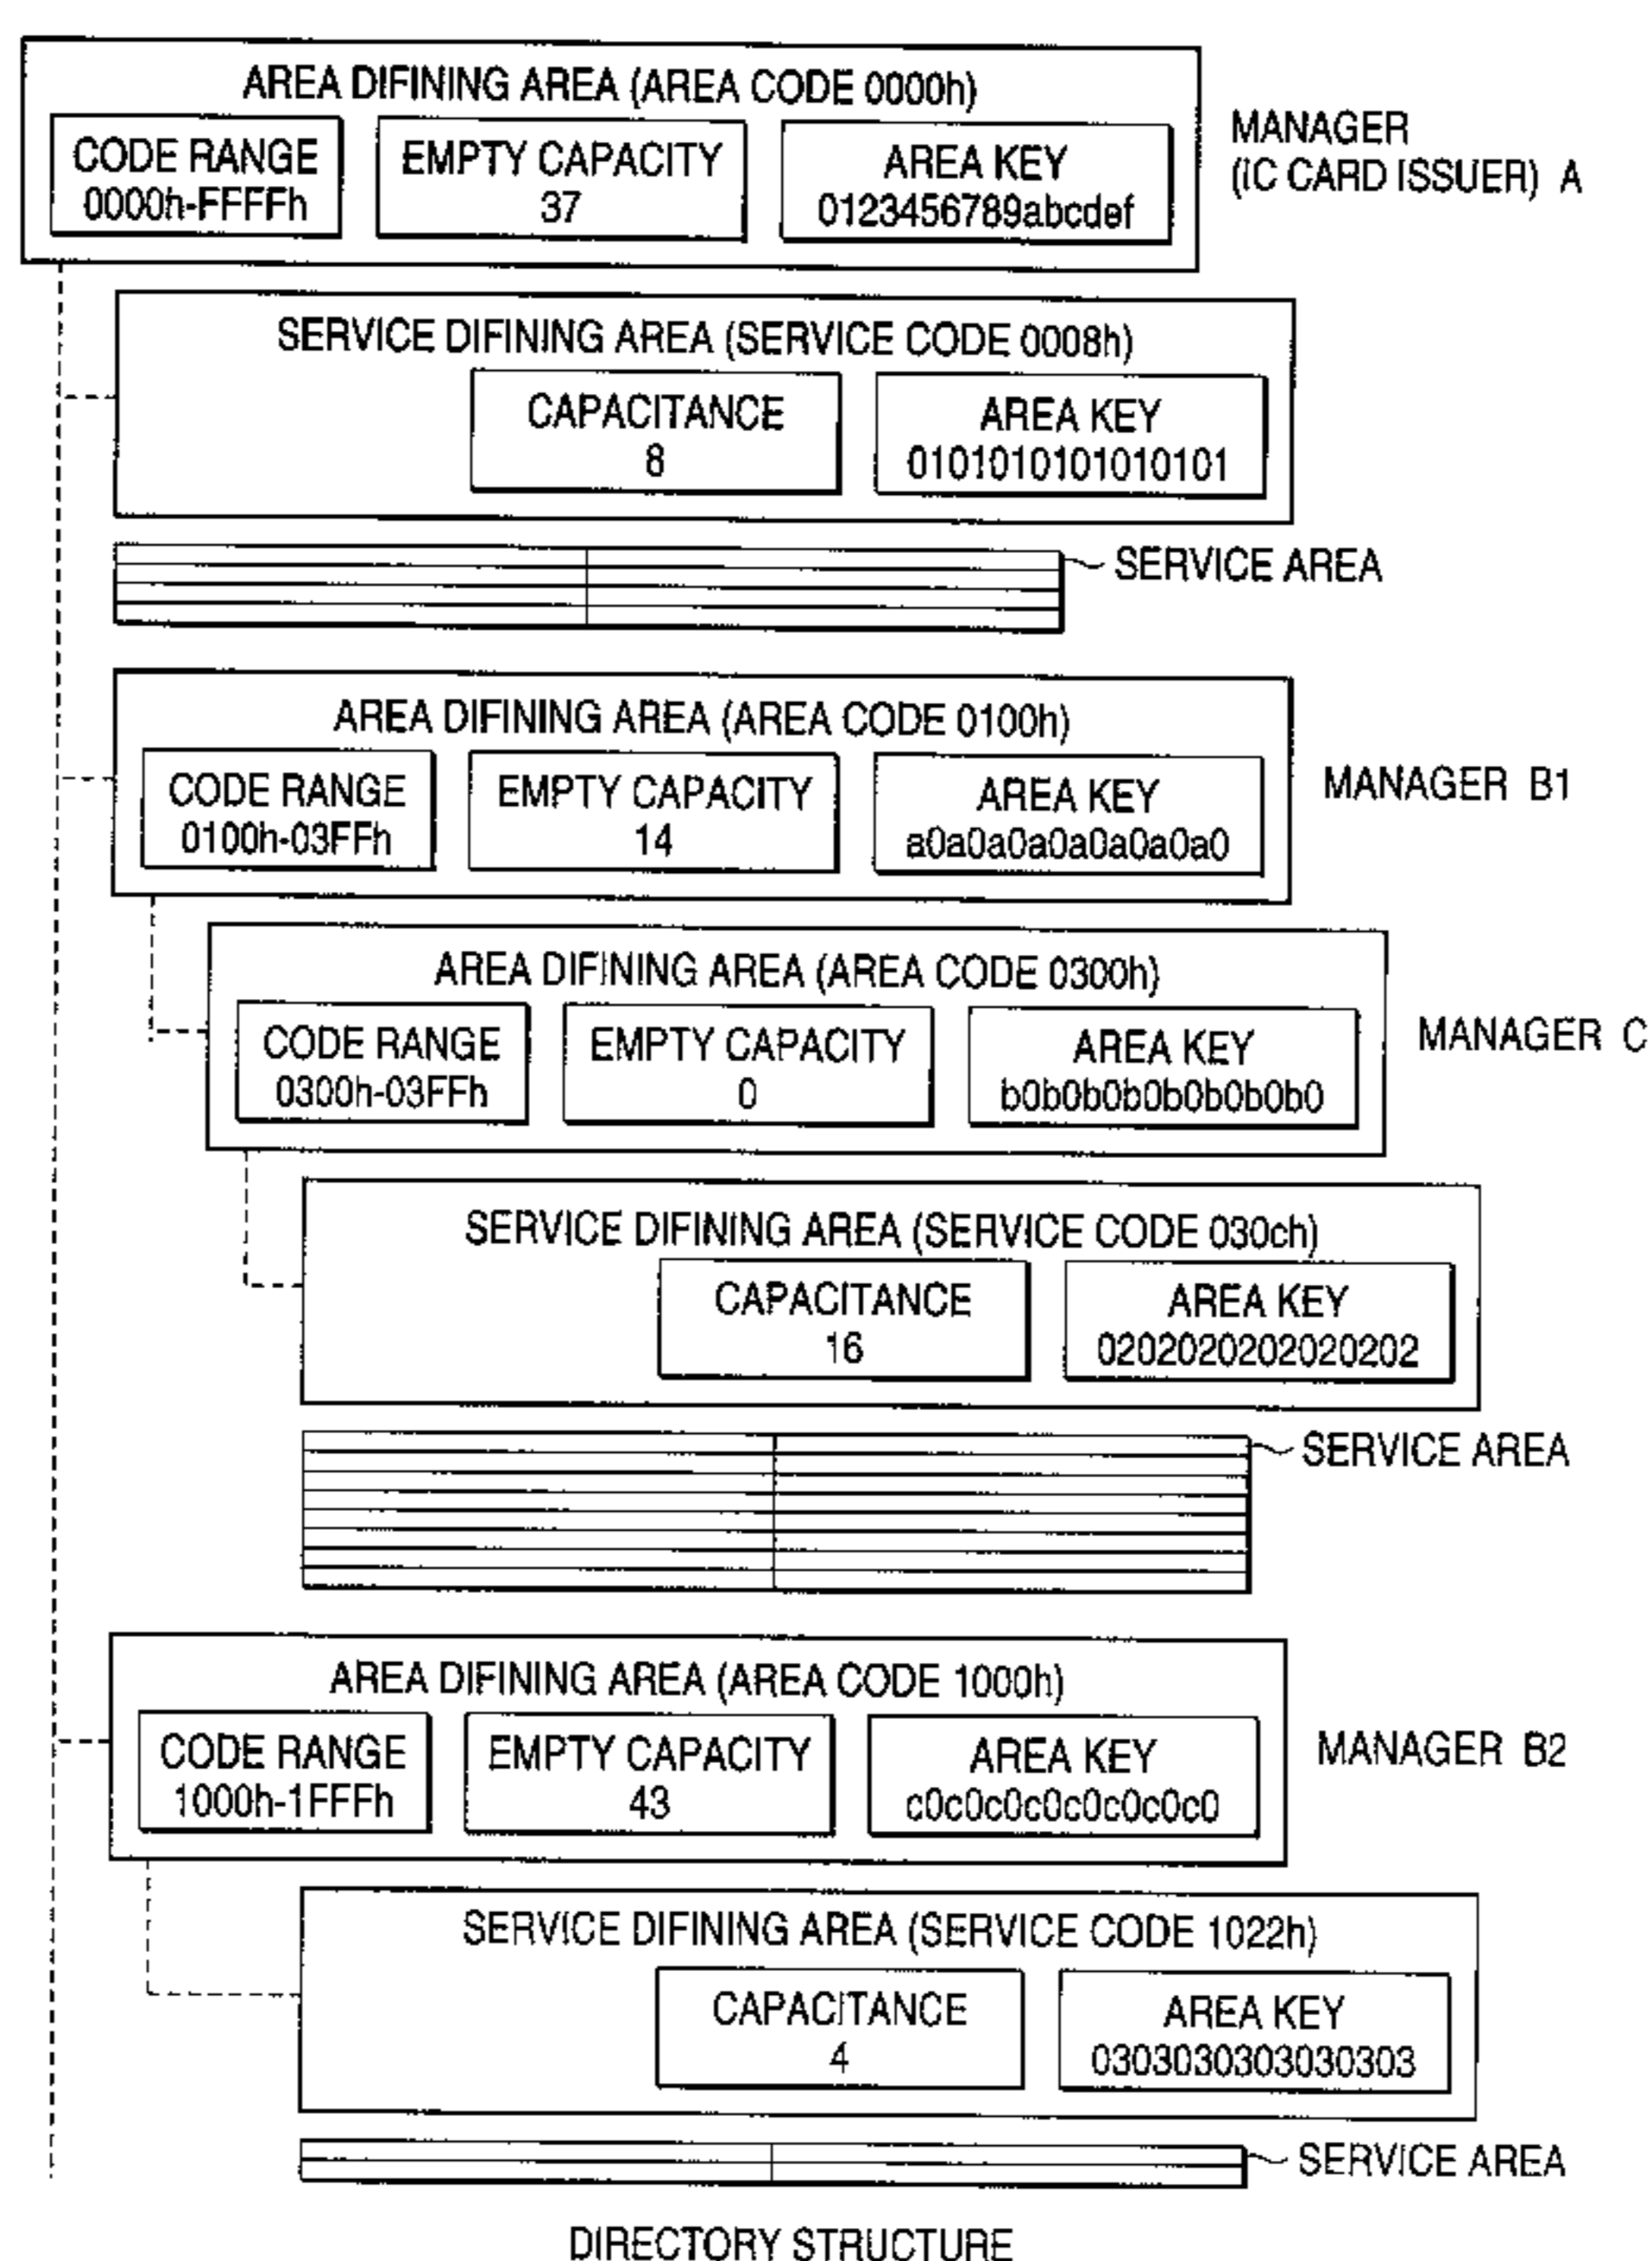 AREA DIFINING AREA (AREA CODE 0000h)
CODE RANGE
0000h-FFFFh
EMPTY CAPACITY
37
AREA KEY
0123456789abcdef
MANAGER
(IC CARD ISSUER) A
SERVICE DIFINING AREA (SERVICE CODE 0008h)
CAPACITANCE
8
AREA KEY
0101010101010101
SERVICE AREA
AREA DIFINING AREA (AREA CODE 0100h)
CODE RANGE
0100h-03FFh
EMPTY CAPACITY
14
AREA KEY
a0a0a0a0a0a0a0a0
MANAGER B1
AREA DIFINING AREA (AREA CODE 0300h)
CODE RANGE
0300h-03FFh
EMPTY CAPACITY
0
AREA KEY
b0b0b0b0b0b0b0b0
MANAGER C
SERVICE DIFINING AREA (SERVICE CODE 030ch)
CAPACITANCE
16
AREA KEY
0202020202020202
SERVICE AREA
AREA DIFINING AREA (AREA CODE 1000h)
CODE RANGE
1000h-1FFFh
EMPTY CAPACITY
43
AREA KEY
c0c0c0c0c0c0c0c0
MANAGER B2
SERVICE DIFINING AREA (SERVICE CODE 1022h)
CAPACITANCE
4
AREA KEY
0303030303030303
SERVICE AREA
DIRECTORY STRUCTURE